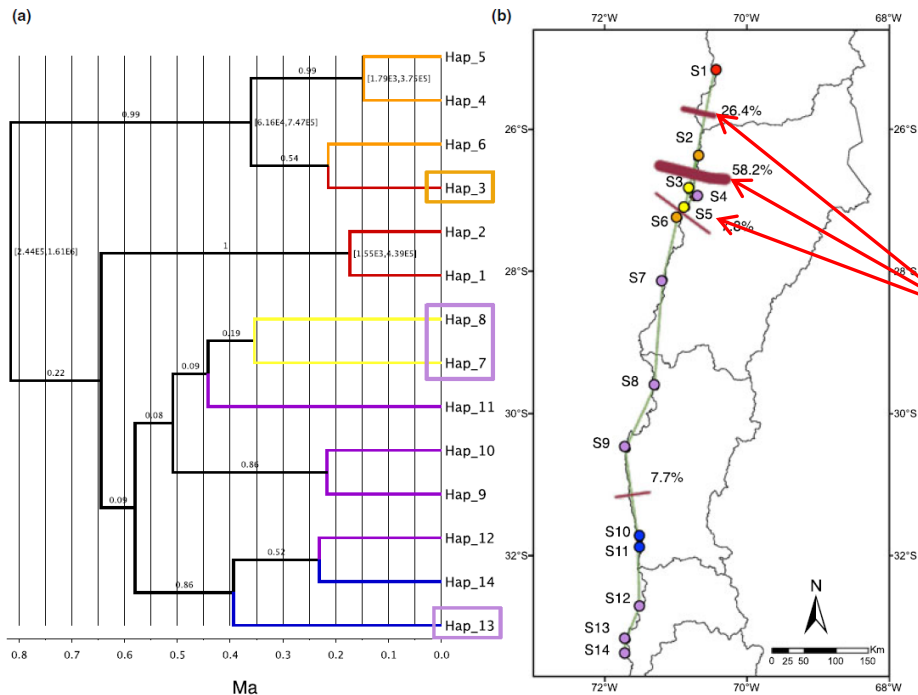 (a)
0.99
0.99
[1.79E3,3.75E5]
[6.16E4,7.47E5]
0.54
[2.44E5,1.61E6]
1
[1.55E3,4.39E5]
0.22
0.19
0.09
0.08
0.86
0.09
0.52
0.86
Hap_5
Hap_4
Hap_6
Hap_3
Hap_2
Hap_1
Hap_8
Hap_7
Hap_11
Hap_10
Hap_9
Hap_12
Hap_14
Hap_13
0.8 0.7 0.6 0.5 0.4 0.3 0.2 0.1 0.0
Ma
(b)
72°W 70°W 68°W
S1
26.4%
26°S 26°S
S2
58.2%
S3
S4
S5
S6
7.8%
28°S 28°S
S7
S8
30°S 30°S
S9
7.7%
S10
S11
32°S 32°S
S12
N
S13
S14
Km
0 25 50 100 150
72°W 70°W 68°W